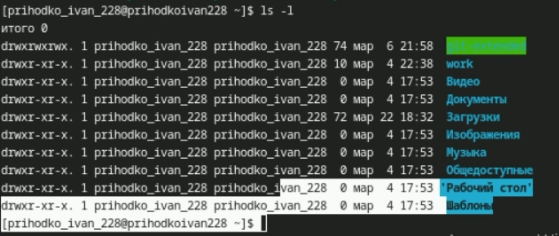 [prihodko_ivan_228@prihodkoivan228 ~]$ ls -l
итого 0
drwxrwxrwx. 1 prihodko_ivan_228 prihodko_ivan_228 74 мар  6 21:58
drwxr-xr-x. 1 prihodko_ivan_228 prihodko_ivan_228 10 мар  4 22:38  work
drwxr-xr-x. 1 prihodko_ivan_228 prihodko_ivan_228  0 мар  4 17:53  Видео
drwxr-xr-x. 1 prihodko_ivan_228 prihodko_ivan_228  0 мар  4 17:53  Документы
drwxr-xr-x. 1 prihodko_ivan_228 prihodko_ivan_228 72 мар 22 18:32  Загрузки
drwxr-xr-x. 1 prihodko_ivan_228 prihodko_ivan_228  0 мар  4 17:53  Изображения
drwxr-xr-x. 1 prihodko_ivan_228 prihodko_ivan_228  0 мар  4 17:53  Музыка
drwxr-xr-x. 1 prihodko_ivan_228 prihodko_ivan_228  0 мар  4 17:53  Общедоступные
drwxr-xr-x. 1 prihodko_ivan_228 prihodko_ivan_228  0 мар  4 17:53 'Рабочий стол'
drwxr-xr-x. 1 prihodko_ivan_228 prihodko_ivan_228  0 мар  4 17:53  Шаблоны
[prihodko_ivan_228@prihodkoivan228 ~]$